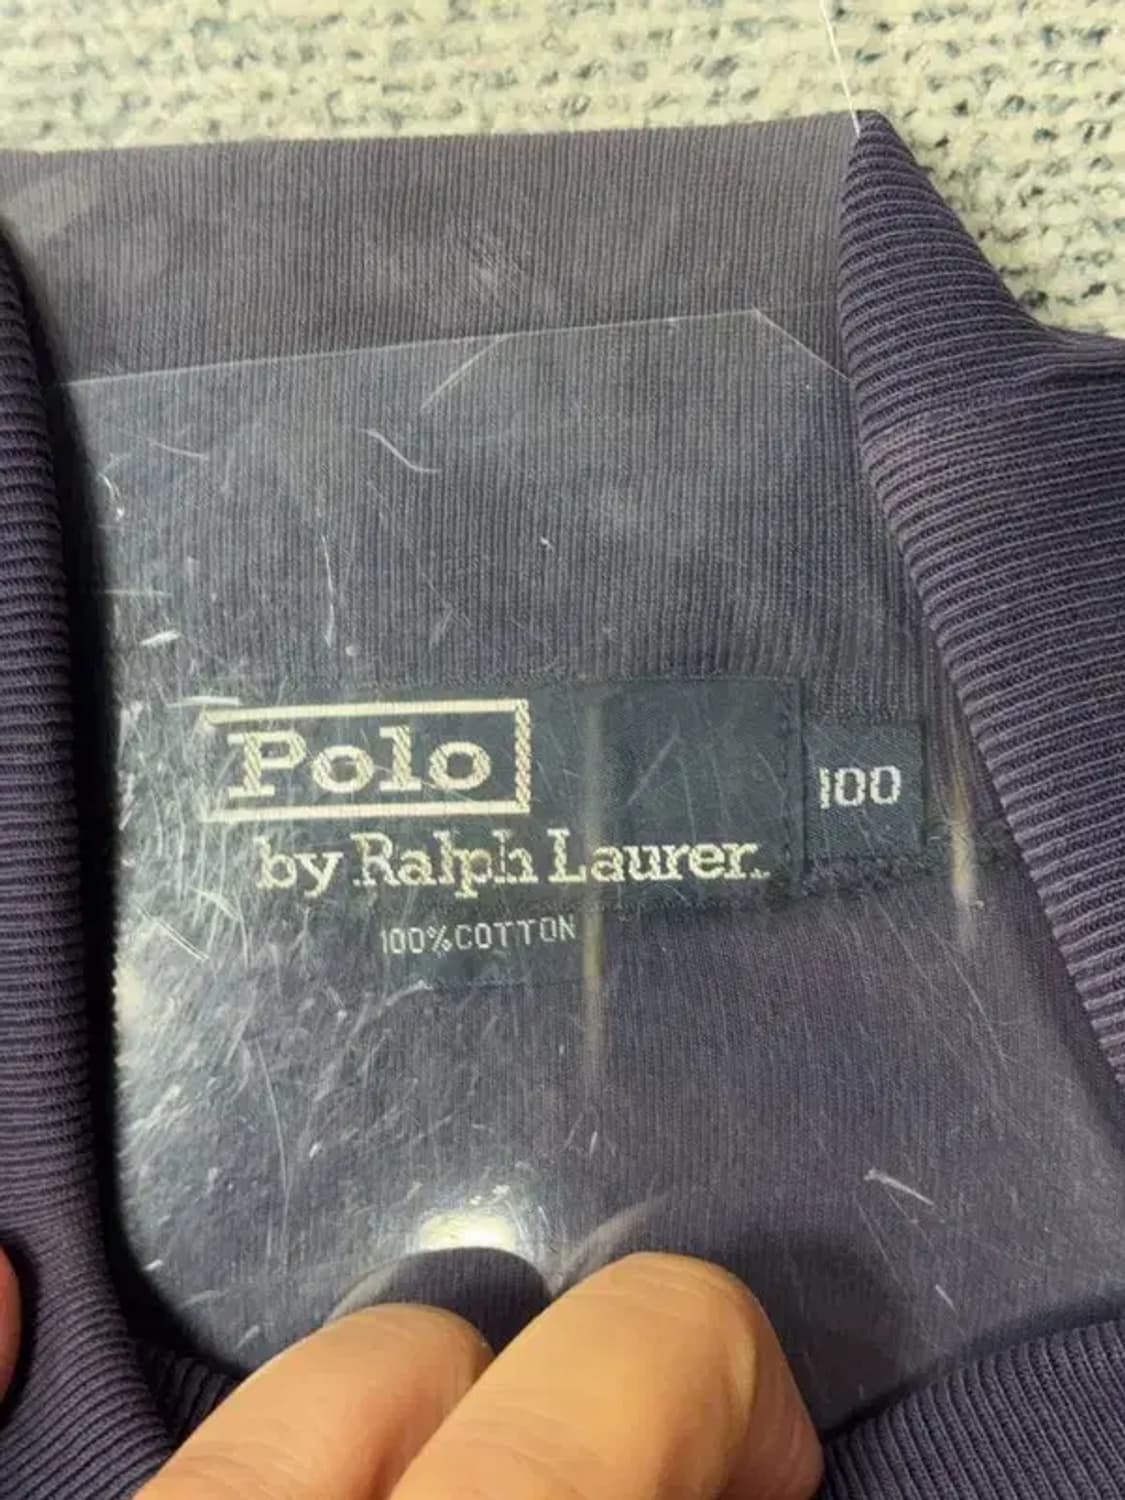 Polo
100
by Ralph Lauren.
100%COTTON